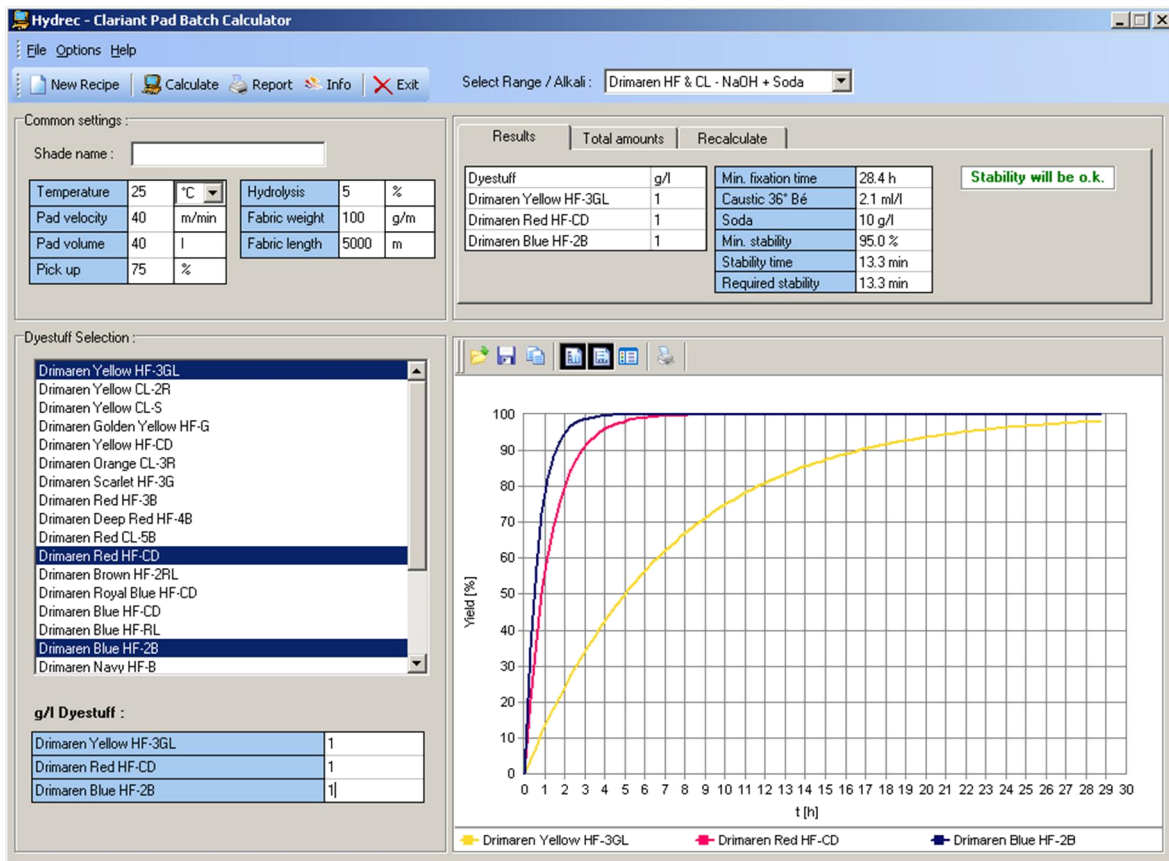 Hydrec - Clariant Pad Batch Calculator
File Options Help
New Recipe Calculate Report Info Exit Select Range / Alkali : Drimaren HF & CL - NaOH + Soda
Common settings :
Shade name :
Temperature 25 °C Hydrolysis 5 %
Pad velocity 40 m/min Fabric weight 100 g/m
Pad volume 40 l Fabric length 5000 m
Pick up 75 %
Results Total amounts Recalculate
Dyestuff g/l Min. fixation time 28.4 h Stability will be o.k.
Drimaren Yellow HF-3GL 1 Caustic 36° Bé 2.1 ml/l
Drimaren Red HF-CD 1 Soda 10 g/l
Drimaren Blue HF-2B 1 Min. stability 95.0 %
Stability time 13.3 min
Required stability 13.3 min
Dyestuff Selection :
Drimaren Yellow HF-3GL
Drimaren Yellow CL-2R
Drimaren Yellow CL-S
Drimaren Golden Yellow HF-G
Drimaren Yellow HF-CD
Drimaren Orange CL-3R
Drimaren Scarlet HF-3G
Drimaren Red HF-3B
Drimaren Deep Red HF-4B
Drimaren Red CL-5B
Drimaren Red HF-CD
Drimaren Brown HF-2RL
Drimaren Royal Blue HF-CD
Drimaren Blue HF-CD
Drimaren Blue HF-RL
Drimaren Blue HF-2B
Drimaren Navy HF-B
g/l Dyestuff :
Drimaren Yellow HF-3GL 1
Drimaren Red HF-CD 1
Drimaren Blue HF-2B 1
Yield [%]
100
90
80
70
60
50
40
30
20
10
0
0 1 2 3 4 5 6 7 8 9 10 11 12 13 14 15 16 17 18 19 20 21 22 23 24 25 26 27 28 29 30
t [h]
Drimaren Yellow HF-3GL Drimaren Red HF-CD Drimaren Blue HF-2B